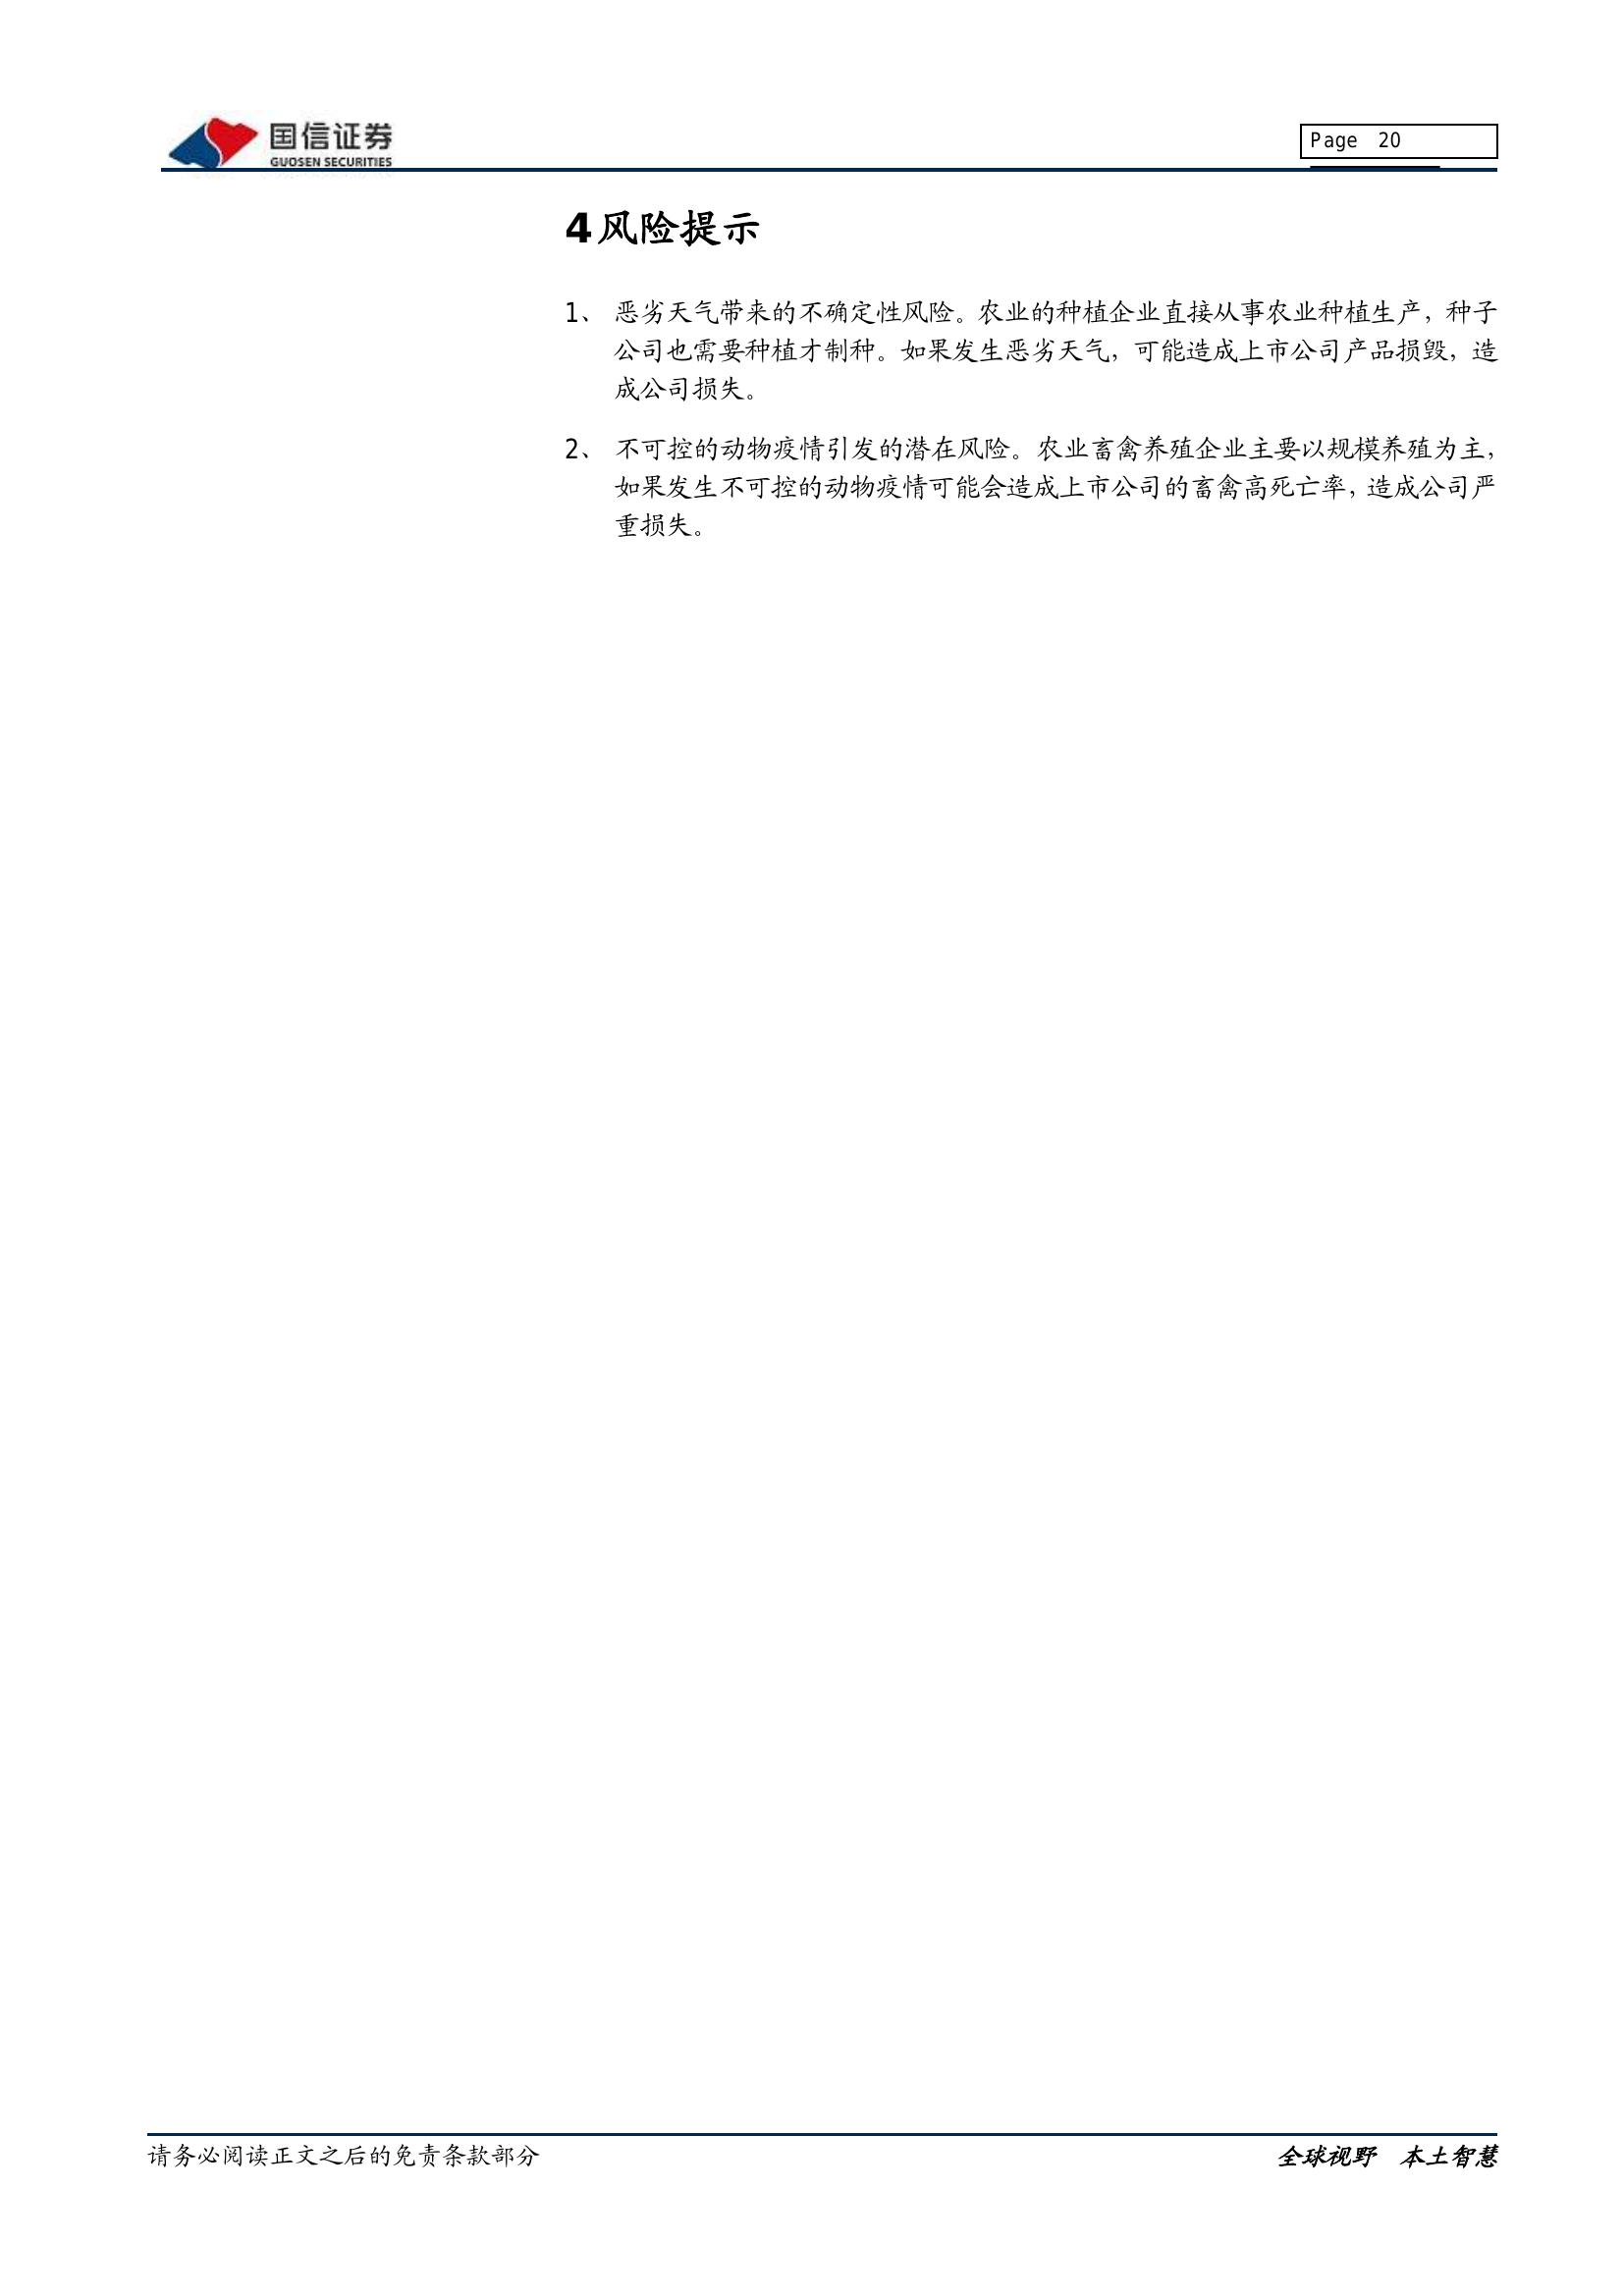 国信证券
GUOSEN SECURITIES
Page 20
4 风险提示
1、 恶劣天气带来的不确定性风险。农业的种植企业直接从事农业种植生产，种子
公司也需要种植才制种。如果发生恶劣天气，可能造成上市公司产品损毁，造
成公司损失。
2、 不可控的动物疫情引发的潜在风险。农业畜禽养殖企业主要以规模养殖为主，
如果发生不可控的动物疫情可能会造成上市公司的畜禽高死亡率，造成公司严
重损失。
请务必阅读正文之后的免责条款部分
全球视野 本土智慧